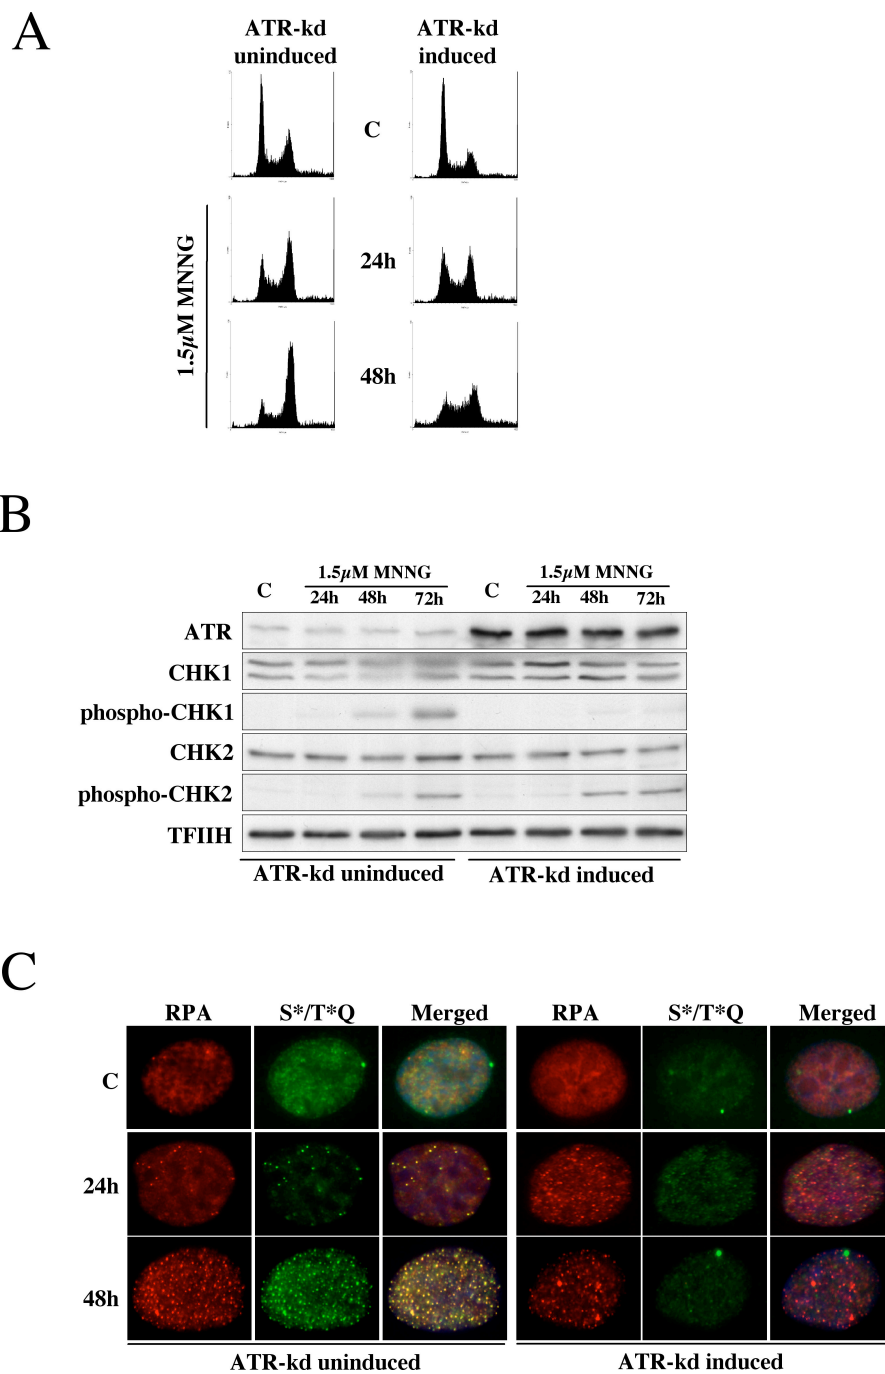 A
ATR-kd
uninduced
ATR-kd
induced
C
1.5µM MNNG
24h
48h
B
C
1.5µM MNNG
24h 48h 72h
C
1.5µM MNNG
24h 48h 72h
ATR
CHK1
phospho-CHK1
CHK2
phospho-CHK2
TFIIH
ATR-kd uninduced
ATR-kd induced
C
RPA S*/T*Q Merged
RPA S*/T*Q Merged
C
24h
48h
ATR-kd uninduced
ATR-kd induced